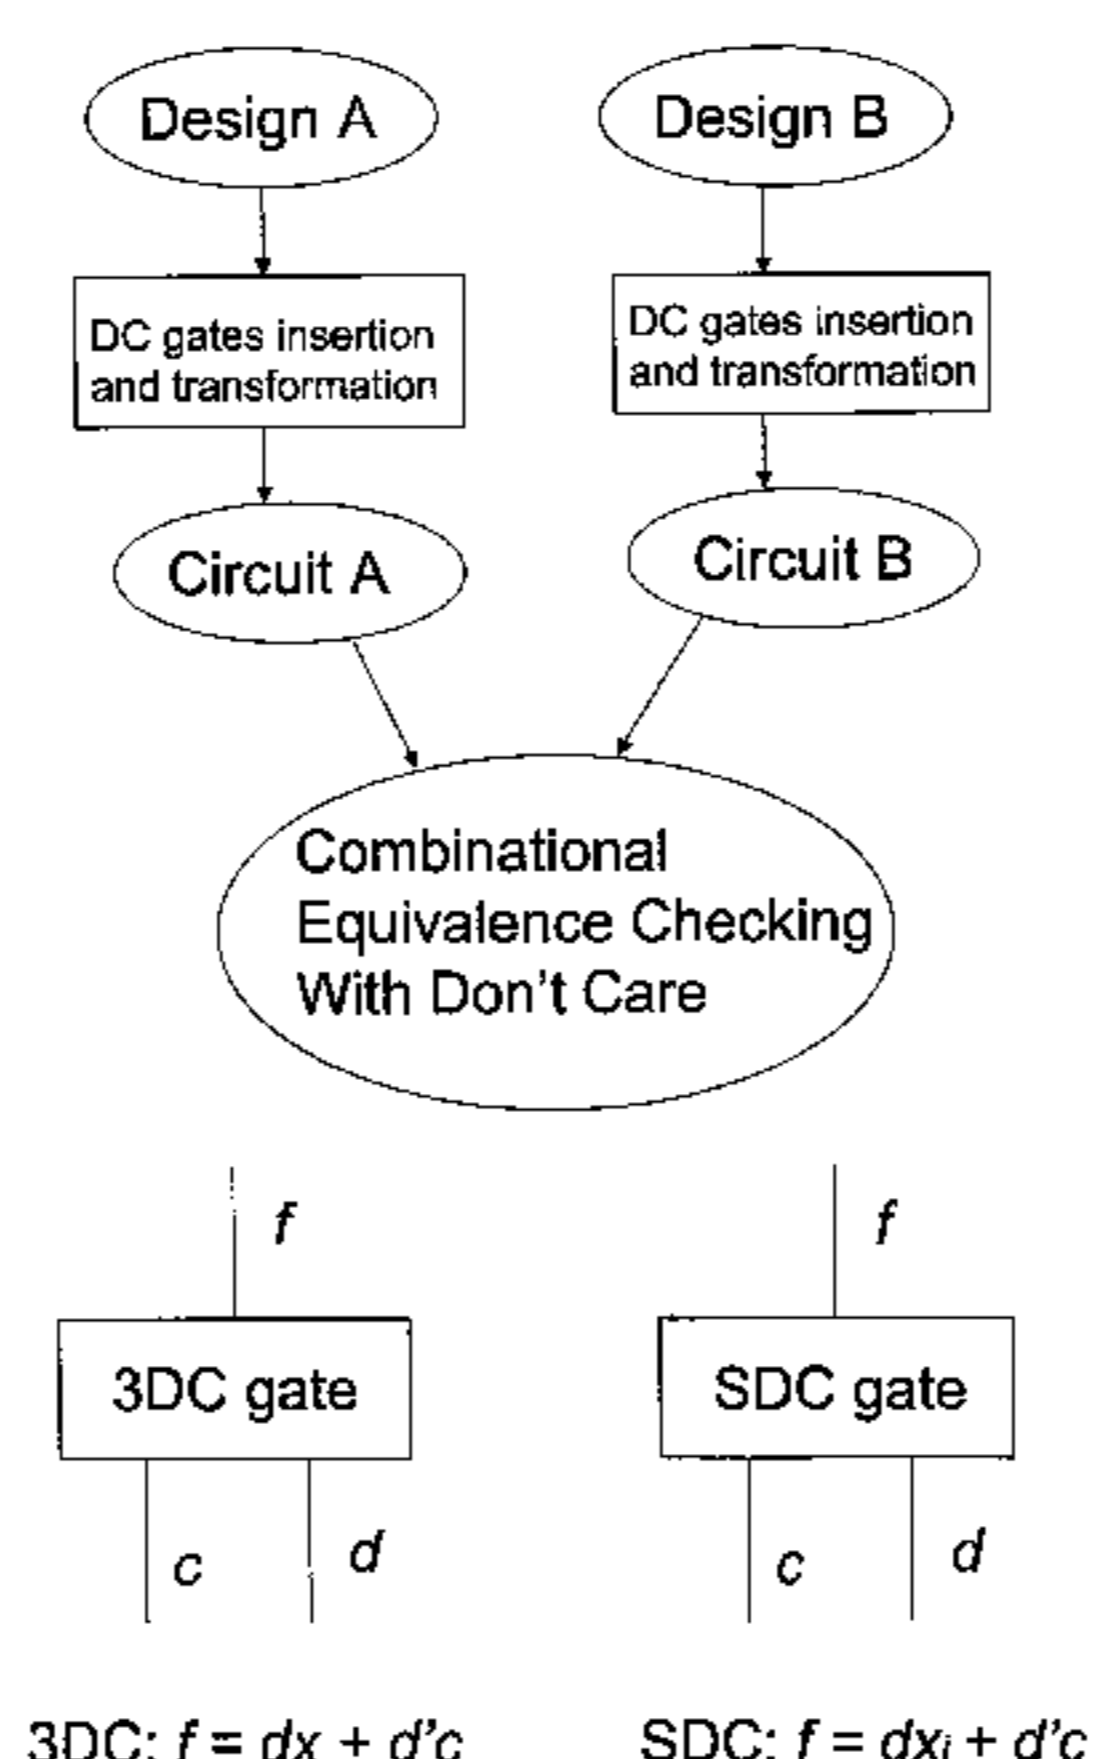 Design A
Design B
DC gates insertion
and transformation
DC gates insertion
and transformation
Circuit A
Circuit B
Combinational
Equivalence Checking
With Don't Care
f
f
3DC gate
SDC gate
c
d
c
d
3DC: f = dx + d'c
SDC: f = dxᵢ + d'c